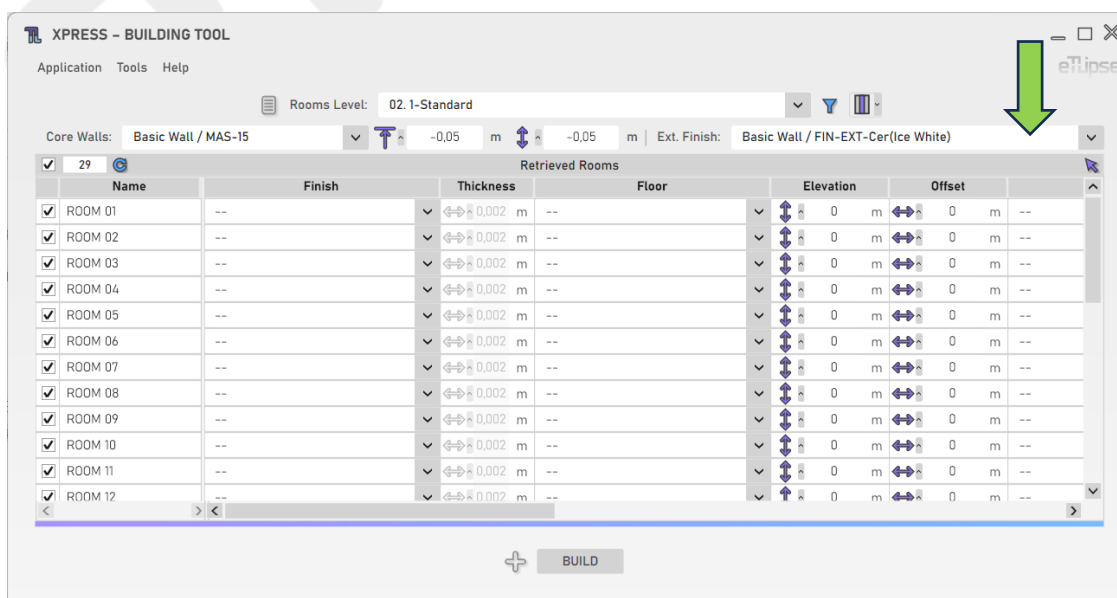 XPRESS – BUILDING TOOL
Application Tools Help
eTLipse
Rooms Level: 02. 1-Standard
Core Walls: Basic Wall / MAS-15 -0,05 m -0,05 m | Ext. Finish: Basic Wall / FIN-EXT-Cer(Ice White)
29 Retrieved Rooms
Name Finish Thickness Floor Elevation Offset
ROOM 01 -- 0,002 m -- 0 m 0 m --
ROOM 02 -- 0,002 m -- 0 m 0 m --
ROOM 03 -- 0,002 m -- 0 m 0 m --
ROOM 04 -- 0,002 m -- 0 m 0 m --
ROOM 05 -- 0,002 m -- 0 m 0 m --
ROOM 06 -- 0,002 m -- 0 m 0 m --
ROOM 07 -- 0,002 m -- 0 m 0 m --
ROOM 08 -- 0,002 m -- 0 m 0 m --
ROOM 09 -- 0,002 m -- 0 m 0 m --
ROOM 10 -- 0,002 m -- 0 m 0 m --
ROOM 11 -- 0,002 m -- 0 m 0 m --
ROOM 12 -- 0,002 m -- 0 m 0 m --
BUILD